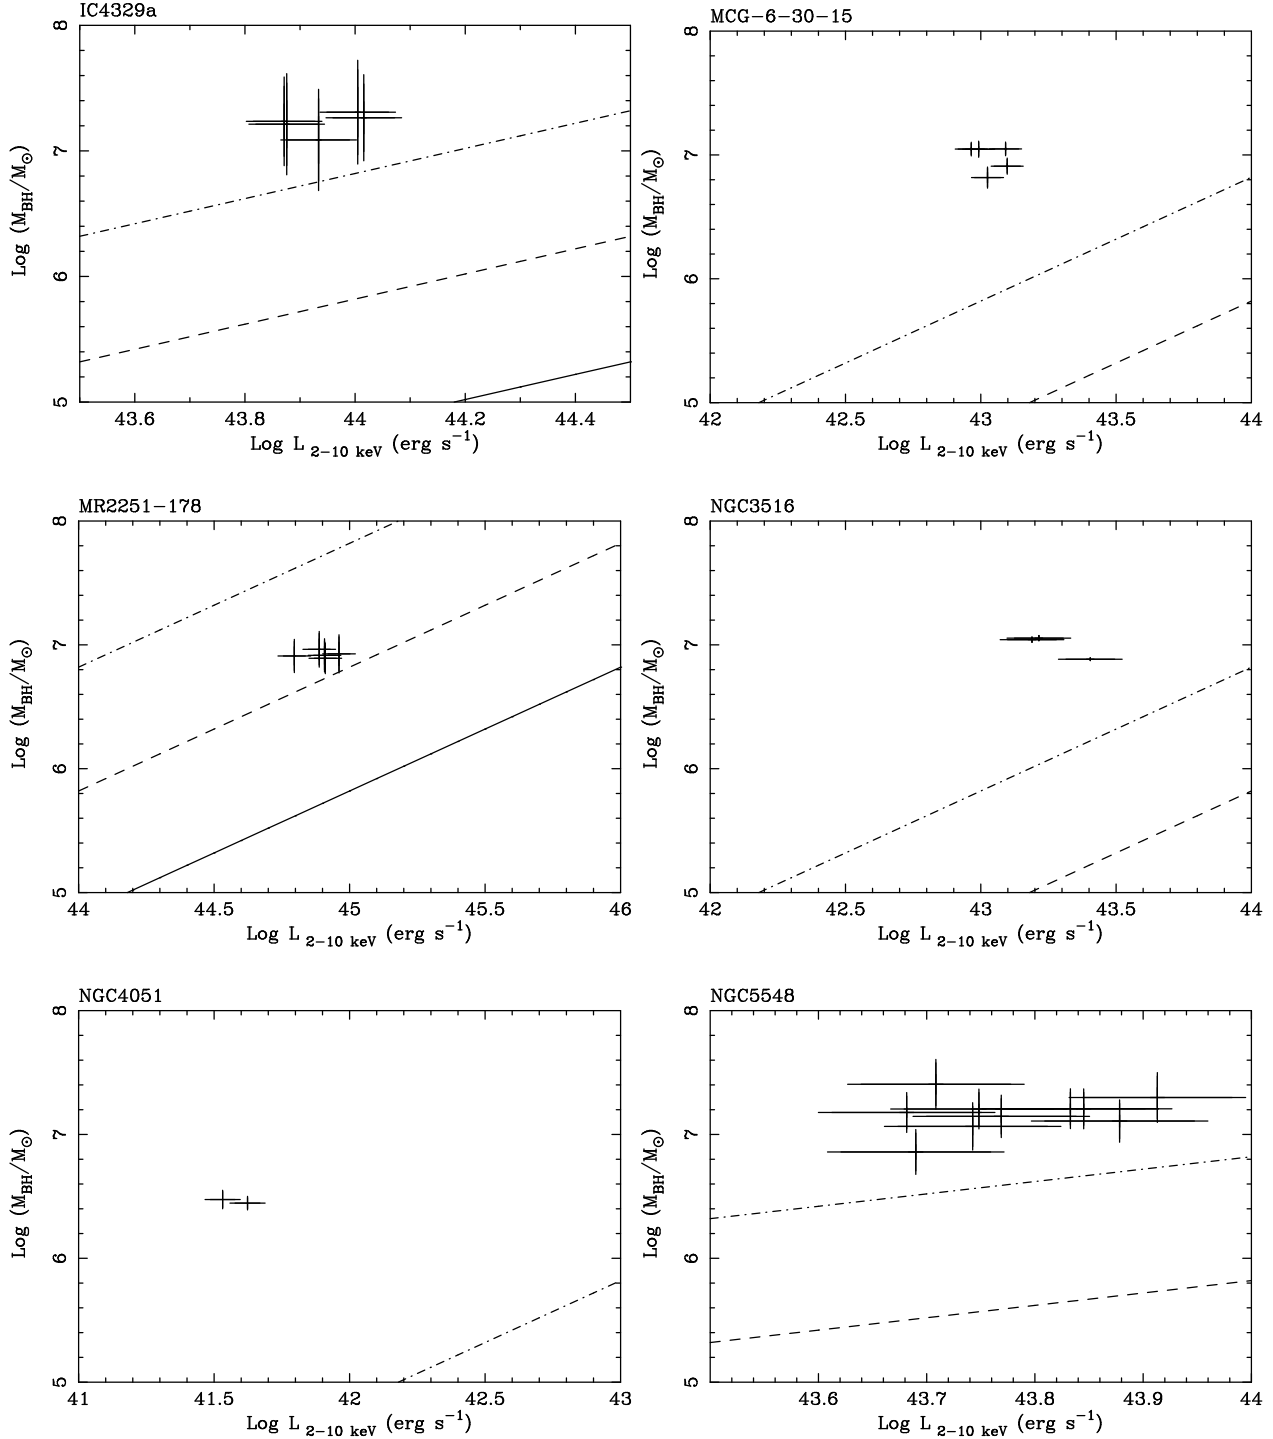 IC4329a
8
7
6
5
Log (M_BH/M_⊙)
43.6 43.8 44 44.2 44.4
Log L 2−10 keV (erg s⁻¹)
MCG−6−30−15
8
7
6
5
Log (M_BH/M_⊙)
42 42.5 43 43.5 44
Log L 2−10 keV (erg s⁻¹)
MR2251−178
8
7
6
5
Log (M_BH/M_⊙)
44 44.5 45 45.5 46
Log L 2−10 keV (erg s⁻¹)
NGC3516
8
7
6
5
Log (M_BH/M_⊙)
42 42.5 43 43.5 44
Log L 2−10 keV (erg s⁻¹)
NGC4051
8
7
6
5
Log (M_BH/M_⊙)
41 41.5 42 42.5 43
Log L 2−10 keV (erg s⁻¹)
NGC5548
8
7
6
5
Log (M_BH/M_⊙)
43.6 43.7 43.8 43.9 44
Log L 2−10 keV (erg s⁻¹)